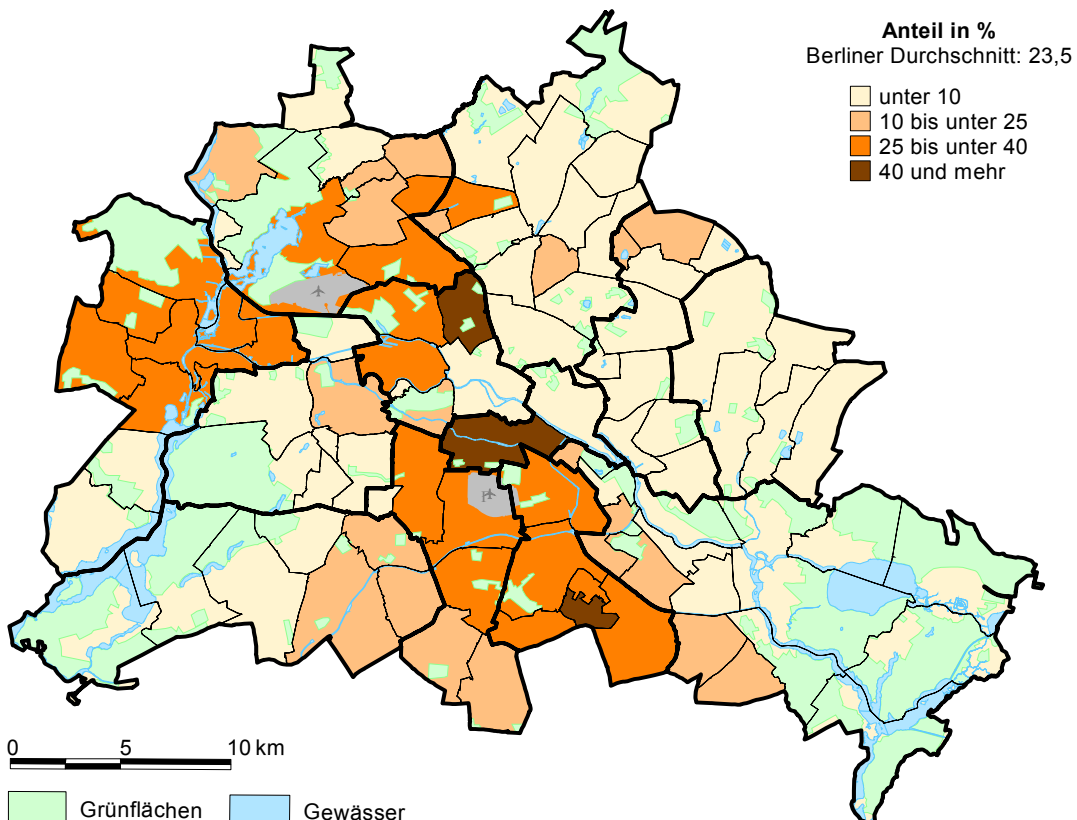 Anteil in %
Berliner Durchschnitt: 23,5
unter 10
10 bis unter 25
25 bis unter 40
40 und mehr
0 5 10 km
Grünflächen Gewässer